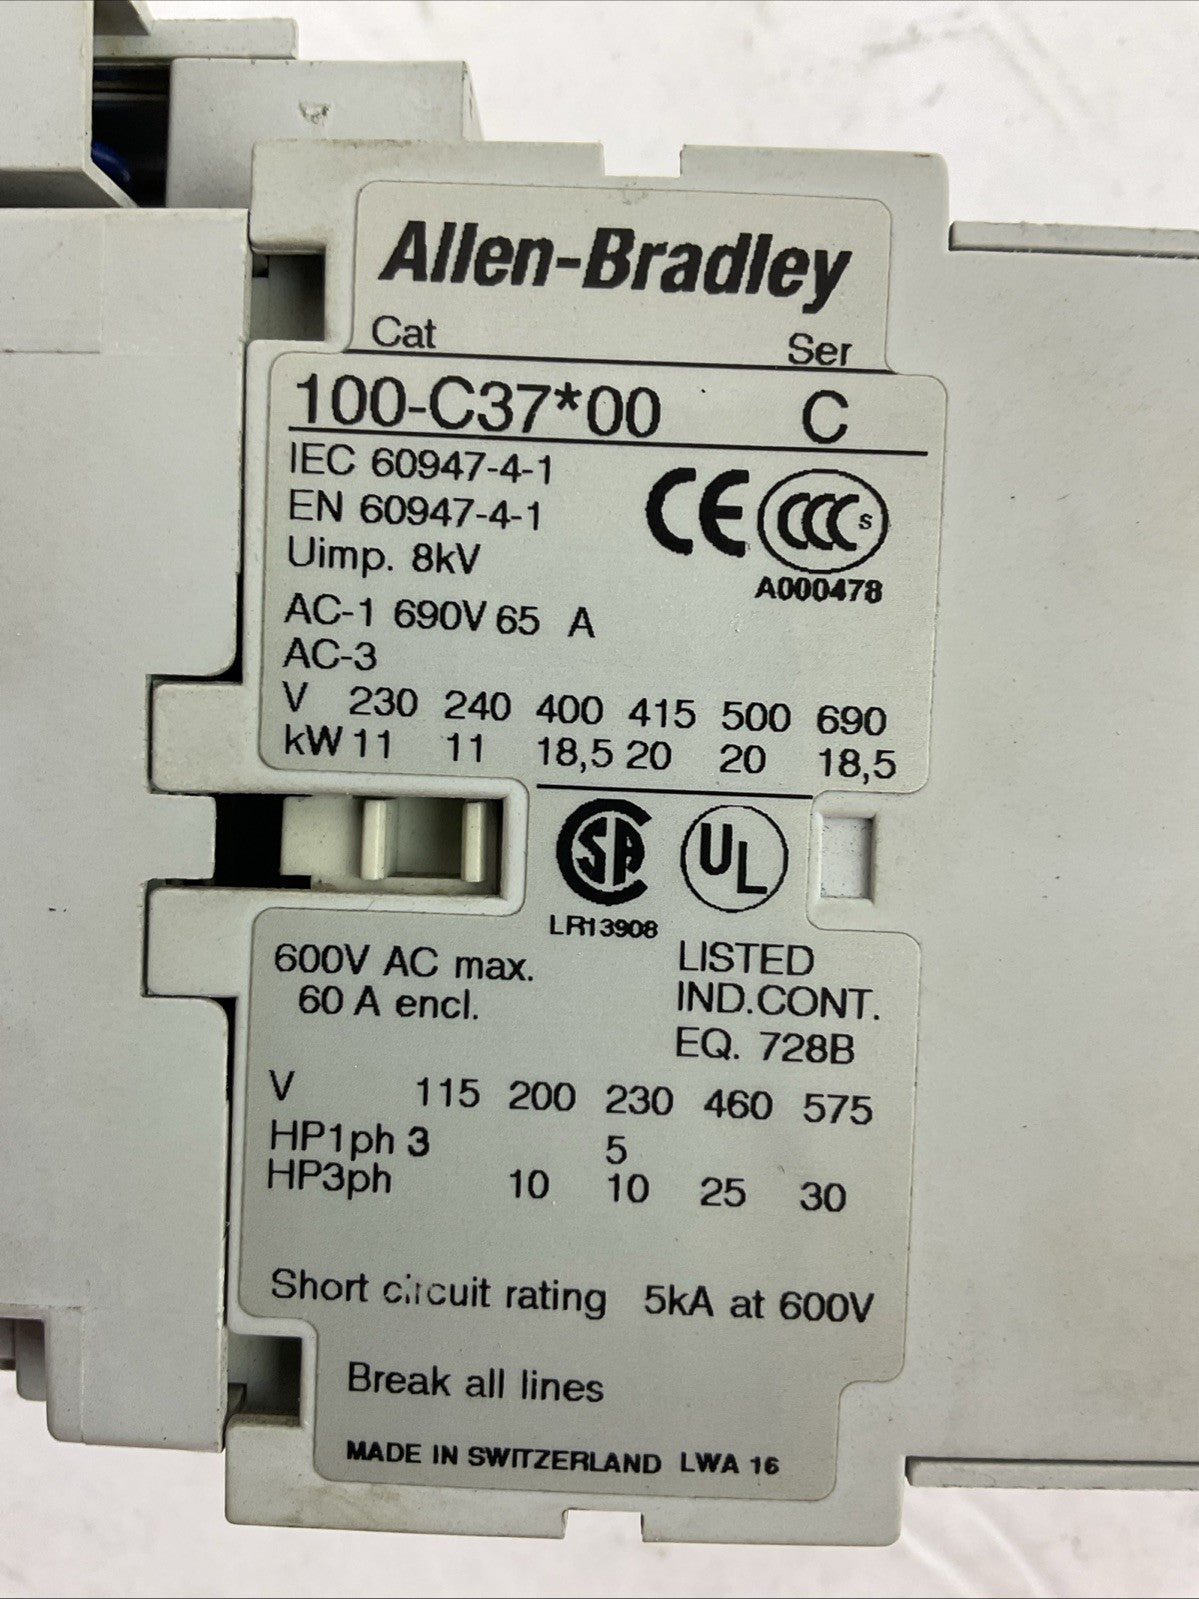 Allen-Bradley
Cat Ser
100-C37*00 C
IEC 60947-4-1
EN 60947-4-1
Uimp. 8kV
CE CCC S
A000478
AC-1 690V 65 A
AC-3
V 230 240 400 415 500 690
kW 11 11 18,5 20 20 18,5
SA UL
LR13908
600V AC max.
60 A encl.
LISTED
IND.CONT.
EQ. 728B
V 115 200 230 460 575
HP1ph 3 5
HP3ph 10 10 25 30
Short circuit rating 5kA at 600V
Break all lines
MADE IN SWITZERLAND LWA 16